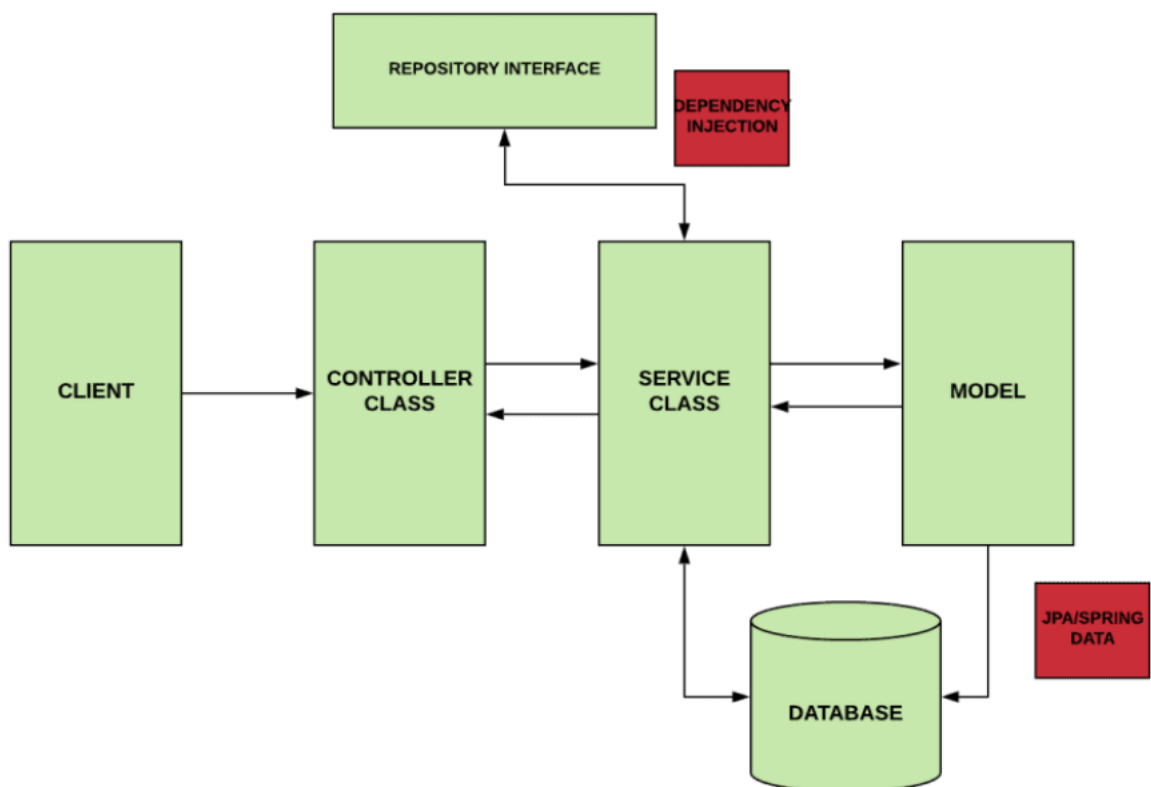 REPOSITORY INTERFACE
DEPENDENCY
INJECTION
CLIENT
CONTROLLER
CLASS
SERVICE
CLASS
MODEL
JPA/SPRING
DATA
DATABASE